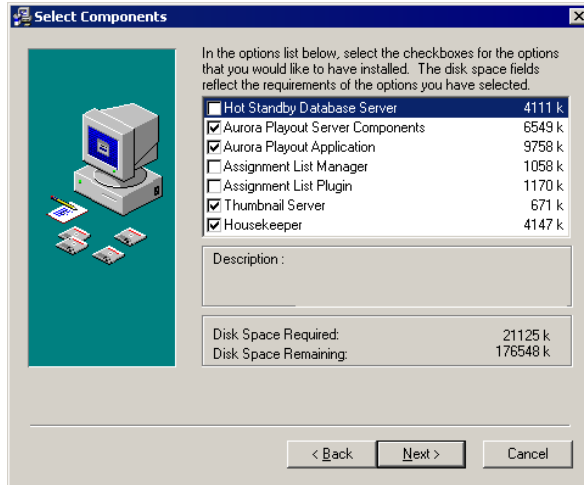 Select Components
In the options list below, select the checkboxes for the options
that you would like to have installed. The disk space fields
reflect the requirements of the options you have selected.
Hot Standby Database Server 4111 k
Aurora Playout Server Components 6549 k
Aurora Playout Application 9758 k
Assignment List Manager 1058 k
Assignment List Plugin 1170 k
Thumbnail Server 671 k
Housekeeper 4147 k
Description :
Disk Space Required: 21125 k
Disk Space Remaining: 176548 k
< Back Next > Cancel